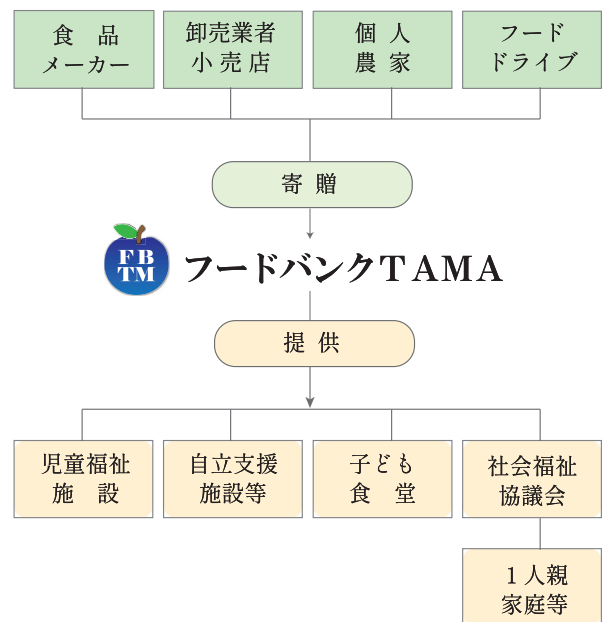 食品
メーカー
卸売業者
小売店
個人
農家
フード
ドライブ
寄贈
FB
TM
フードバンクTAMA
提供
児童福祉
施設
自立支援
施設等
子ども
食堂
社会福祉
協議会
1人親
家庭等